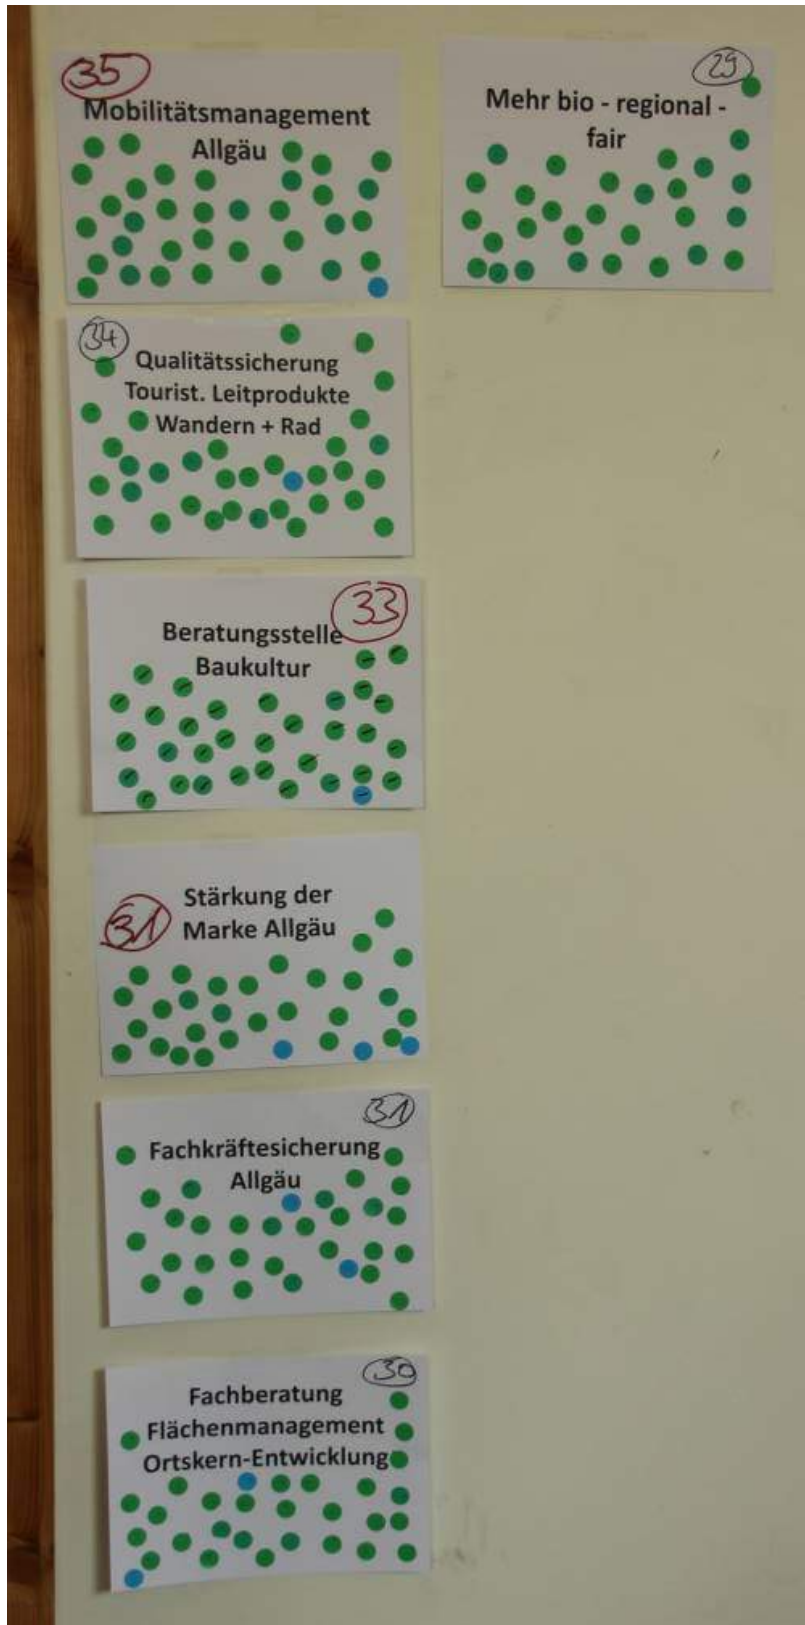 35
Mobilitätsmanagement
Allgäu
29
Mehr bio - regional -
fair
34
Qualitätssicherung
Tourist. Leitprodukte
Wandern + Rad
33
Beratungsstelle
Baukultur
Stärkung der
31
Marke Allgäu
31
Fachkräftesicherung
Allgäu
30
Fachberatung
Flächenmanagement
Ortskern-Entwicklung